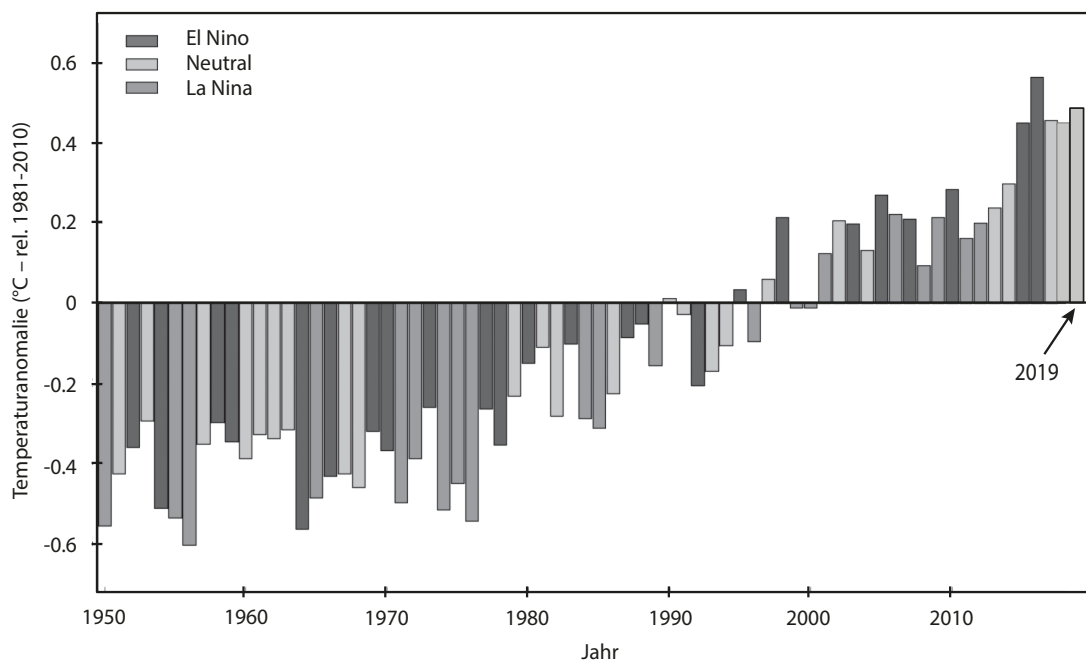 El Nino
Neutral
La Nina
Temperaturanomalie (°C – rel. 1981-2010)
0.6
0.4
0.2
0
-0.2
-0.4
-0.6
1950 1960 1970 1980 1990 2000 2010
2019
Jahr